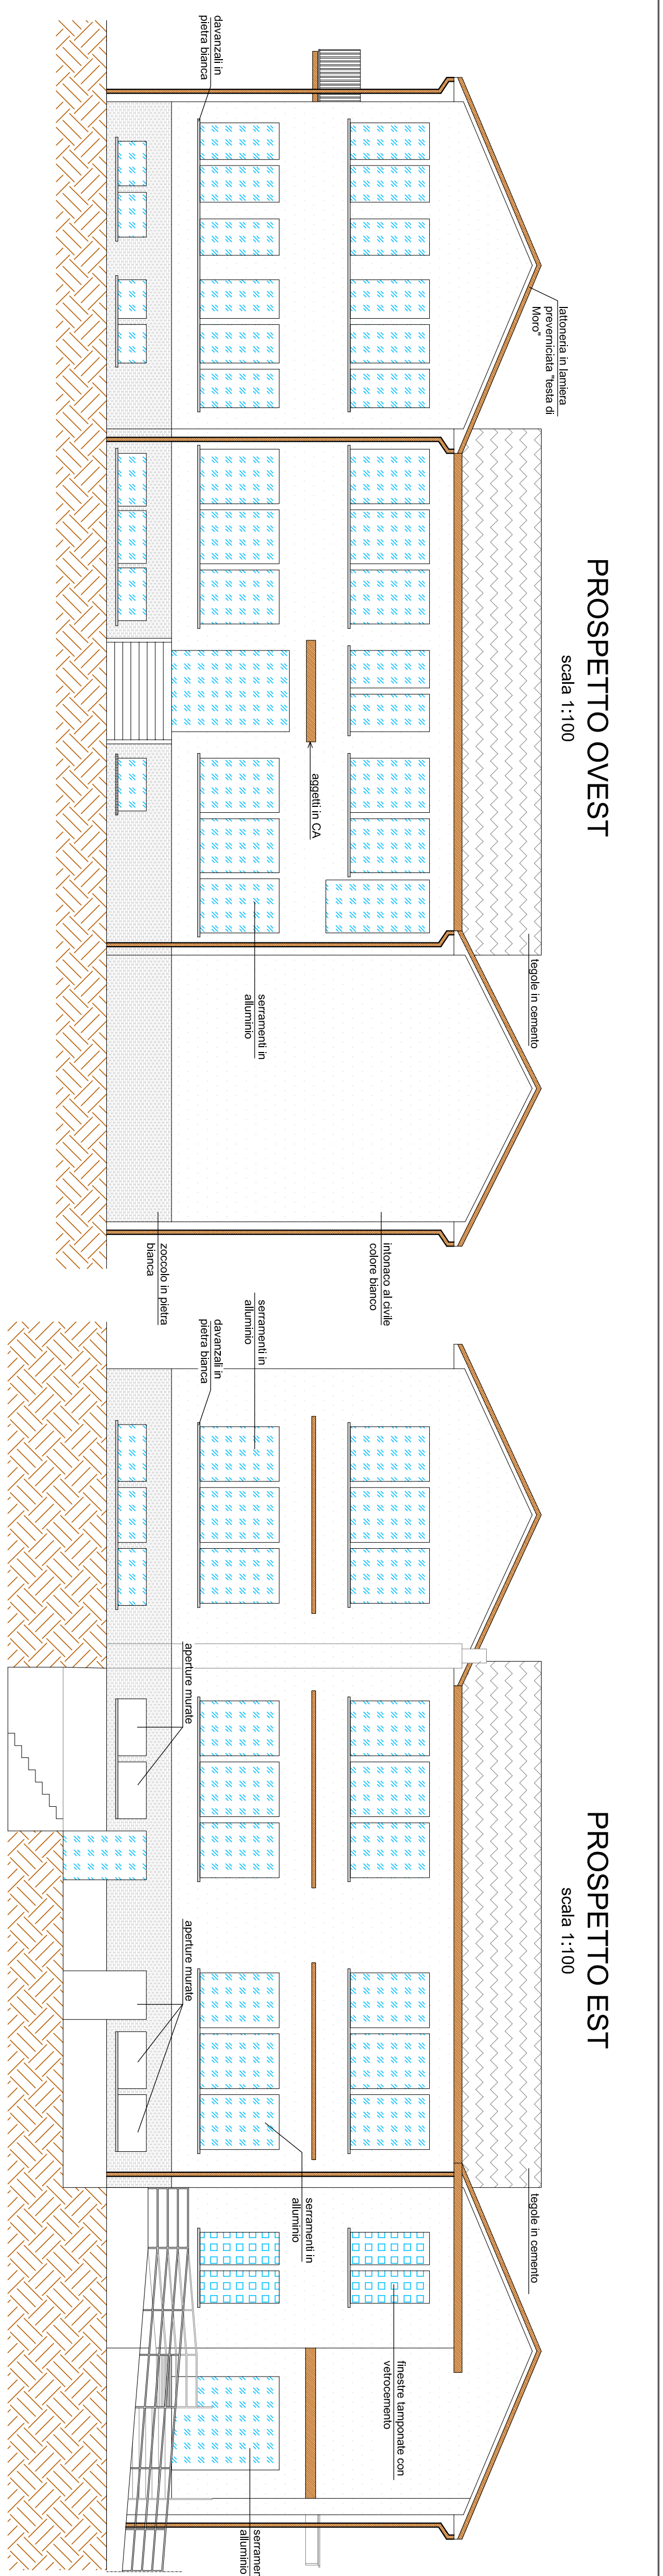 PROSPETTO OVEST
scala 1:100
lattoneria in lamiera
preverniciata "testa di
Moro"
tegole in cemento
davanzali in
pietra bianca
aggetti in CA
serramenti in
alluminio
intonaco al civile
colore bianco
zoccolo in pietra
bianca
PROSPETTO EST
scala 1:100
tegole in cemento
serramenti in
alluminio
davanzali in
pietra bianca
aperture murate
aperture murate
serramenti in
alluminio
finestre tamponate con
vetrocemento
alluminio